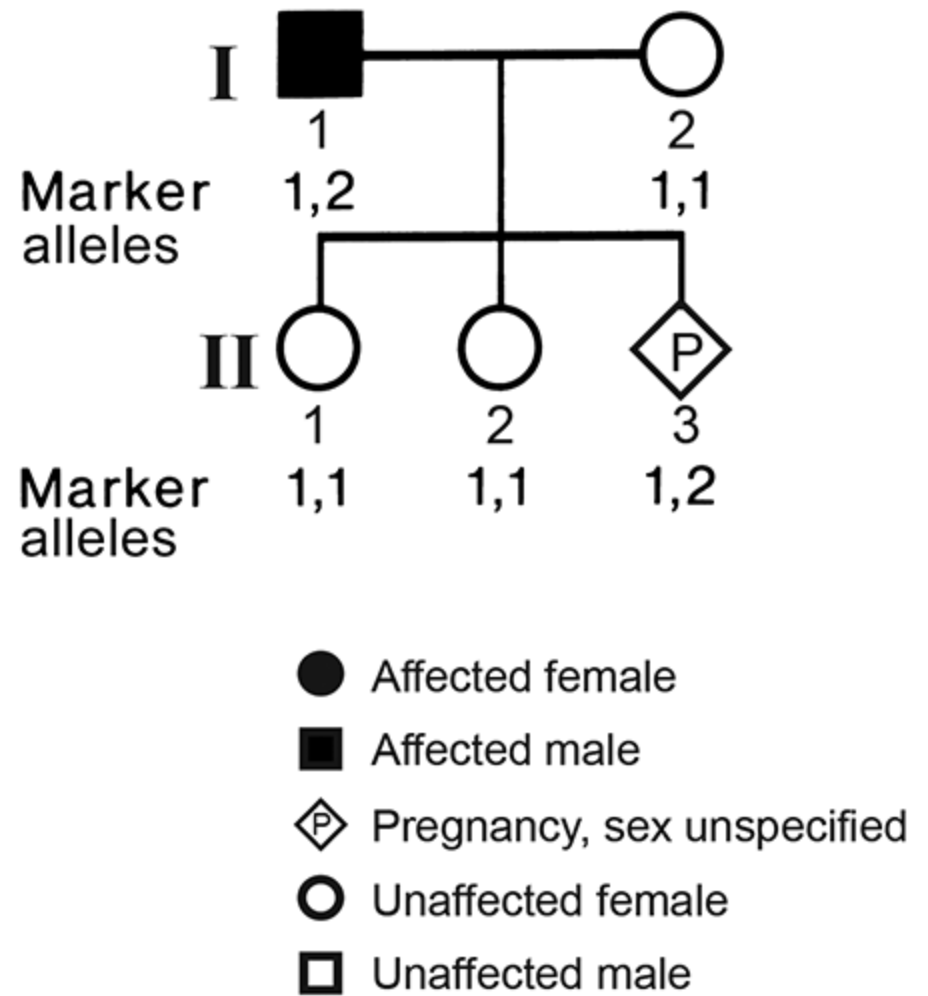 I
1 2
Marker 1,2 1,1
alleles
II P
1 2 3
Marker 1,1 1,1 1,2
alleles
Affected female
Affected male
P Pregnancy, sex unspecified
Unaffected female
Unaffected male